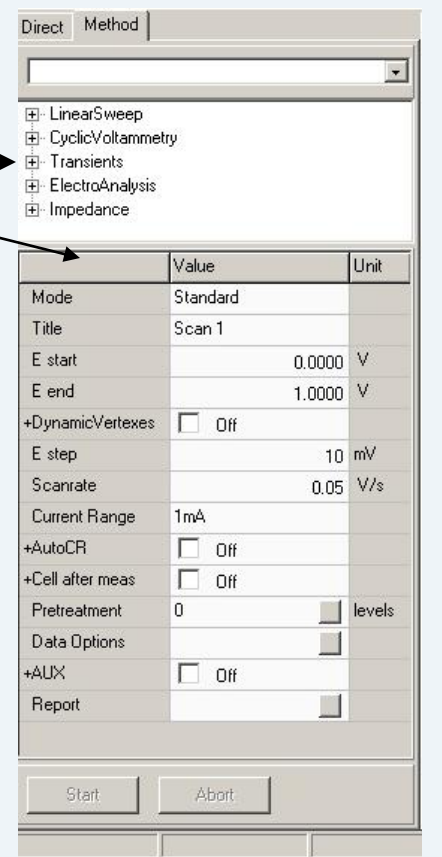 Direct Method
LinearSweep
CyclicVoltammetry
Transients
ElectroAnalysis
Impedance
Value Unit
Mode Standard
Title Scan 1
E start 0.0000 V
E end 1.0000 V
+DynamicVertexes Off
E step 10 mV
Scanrate 0.05 V/s
Current Range 1mA
+AutoCR Off
+Cell after meas Off
Pretreatment 0 levels
Data Options
+AUX Off
Report
Start Abort